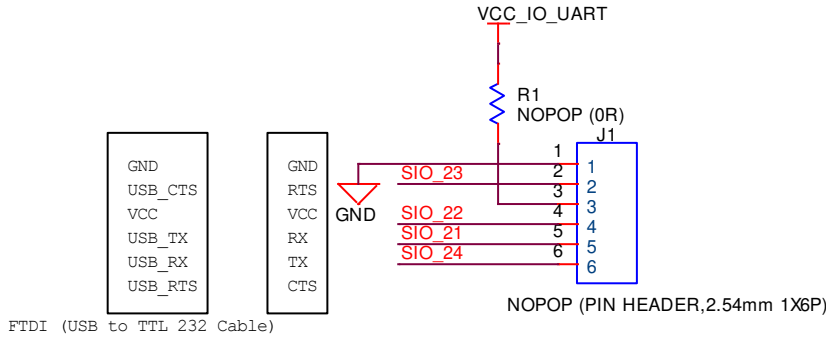 VCC_IO_UART
R1
NOPOP (0R)
J1
GND
USB_CTS
VCC
USB_TX
USB_RX
USB_RTS
GND
RTS
VCC
RX
TX
CTS
GND
SIO_23
SIO_22
SIO_21
SIO_24
1
2
3
4
5
6
1
2
3
4
5
6
NOPOP (PIN HEADER,2.54mm 1X6P)
FTDI (USB to TTL 232 Cable)